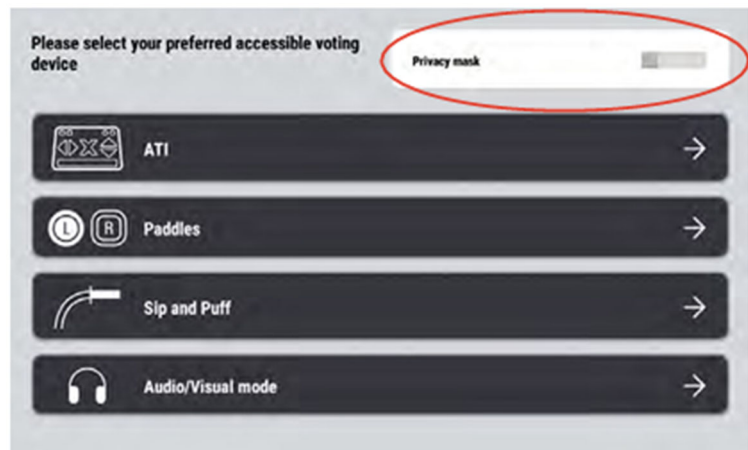 Please select your preferred accessible voting
device
Privacy mask
ATI
L R Paddles
Sip and Puff
Audio/Visual mode